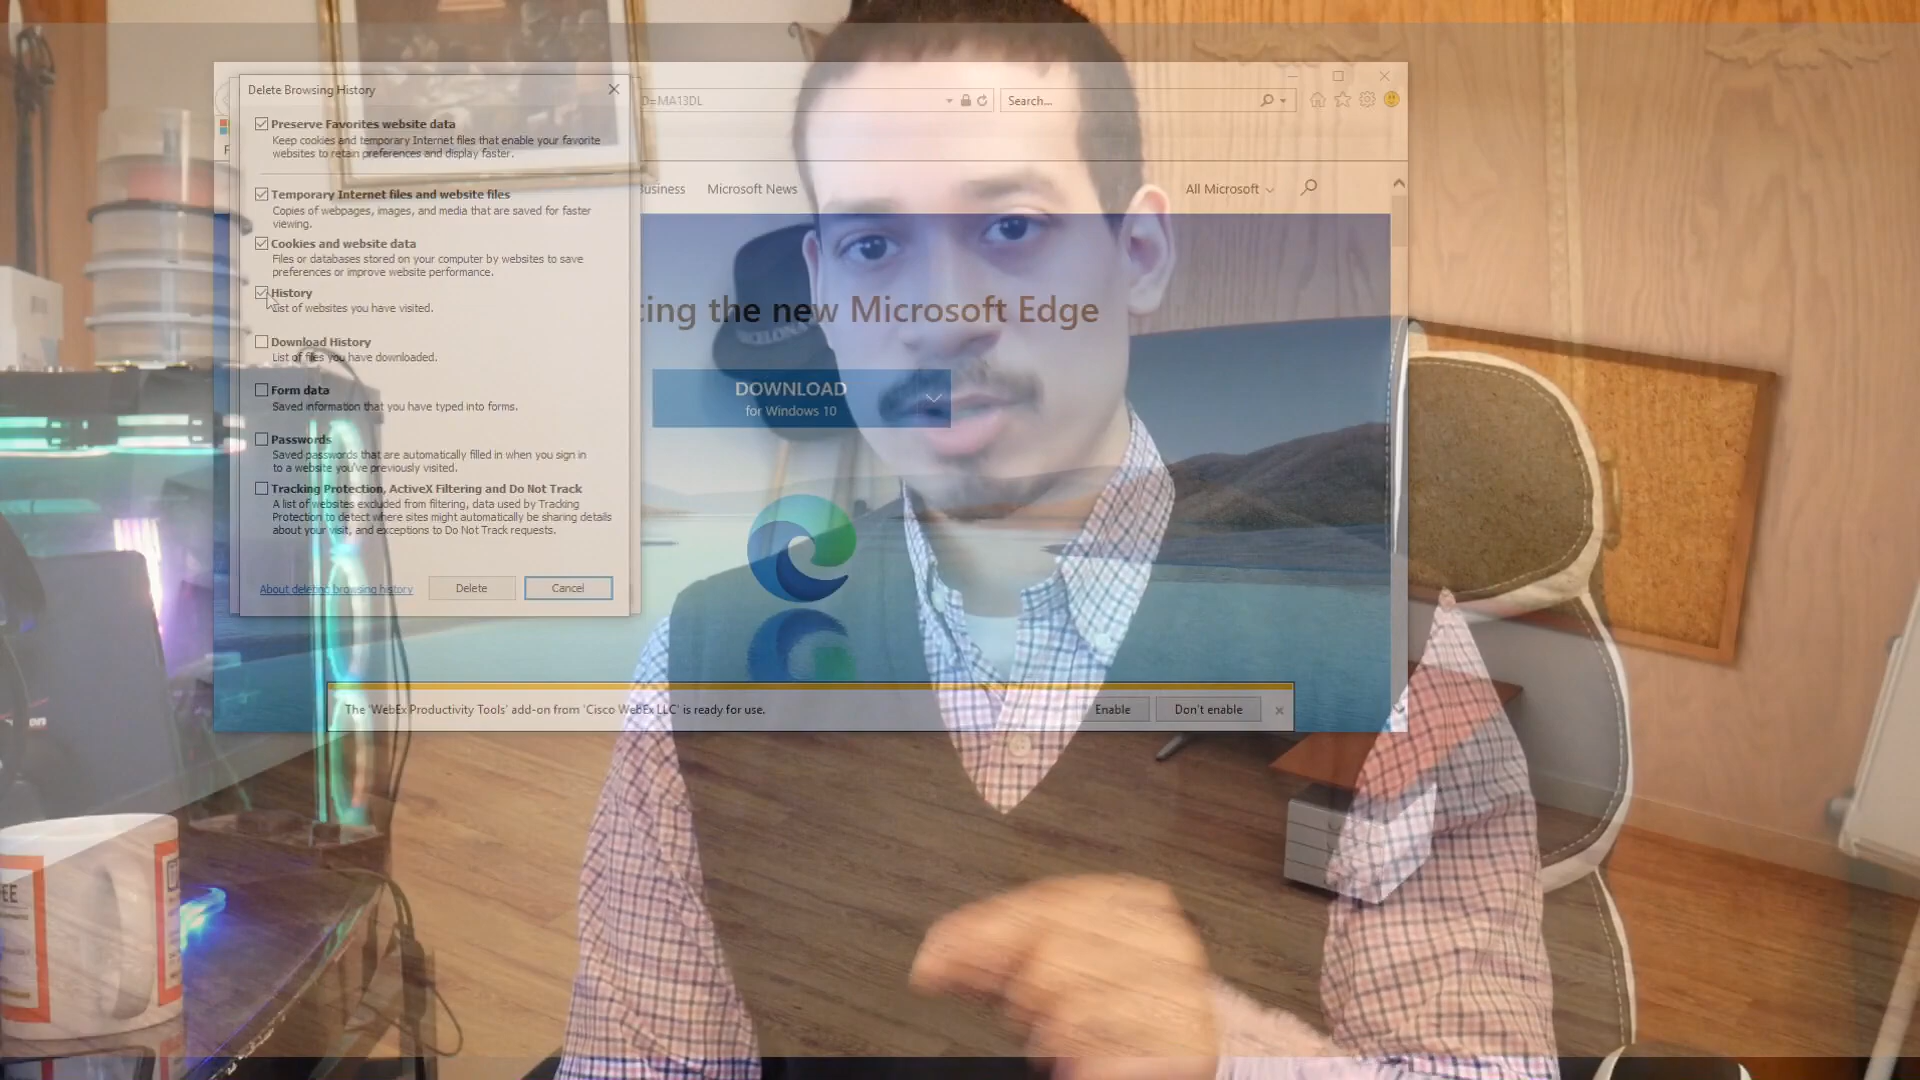 Delete Browsing History
D=MA13DL
Search...
Preserve Favorites website data
Keep cookies and temporary Internet files that enable your favorite
websites to retain preferences and display faster.
Temporary Internet files and website files
Copies of webpages, images, and media that are saved for faster
viewing.
Cookies and website data
Files or databases stored on your computer by websites to save
preferences or improve website performance.
History
List of websites you have visited.
Download History
List of files you have downloaded.
Form data
Saved information that you have typed into forms.
Passwords
Saved passwords that are automatically filled in when you sign in
to a website you've previously visited.
Tracking Protection, ActiveX Filtering and Do Not Track
A list of websites excluded from filtering, data used by Tracking
Protection to detect where sites might automatically be sharing details
about your visit, and exceptions to Do Not Track requests.
About deleting browsing history
Delete
Cancel
Business
Microsoft News
All Microsoft
cing the new Microsoft Edge
DOWNLOAD
for Windows 10
The 'WebEx Productivity Tools' add-on from 'Cisco WebEx LLC' is ready for use.
Enable
Don't enable